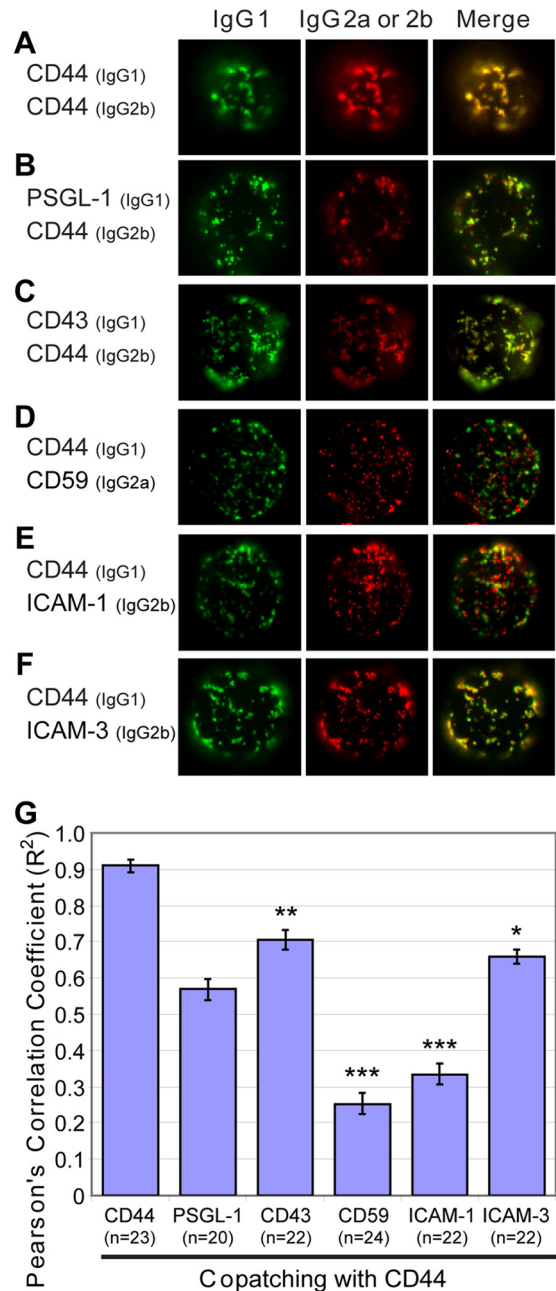 IgG1 IgG2a or 2b Merge
A
CD44 (IgG1)
CD44 (IgG2b)
B
PSGL-1 (IgG1)
CD44 (IgG2b)
C
CD43 (IgG1)
CD44 (IgG2b)
D
CD44 (IgG1)
CD59 (IgG2a)
E
CD44 (IgG1)
ICAM-1 (IgG2b)
F
CD44 (IgG1)
ICAM-3 (IgG2b)
G
Pearson's Correlation Coefficient (R²)
1.0
0.9
0.8
0.7
0.6
0.5
0.4
0.3
0.2
0.1
0
**
***
***
*
CD44 PSGL-1 CD43 CD59 ICAM-1 ICAM-3
(n=23) (n=20) (n=22) (n=24) (n=22) (n=22)
Copatching with CD44